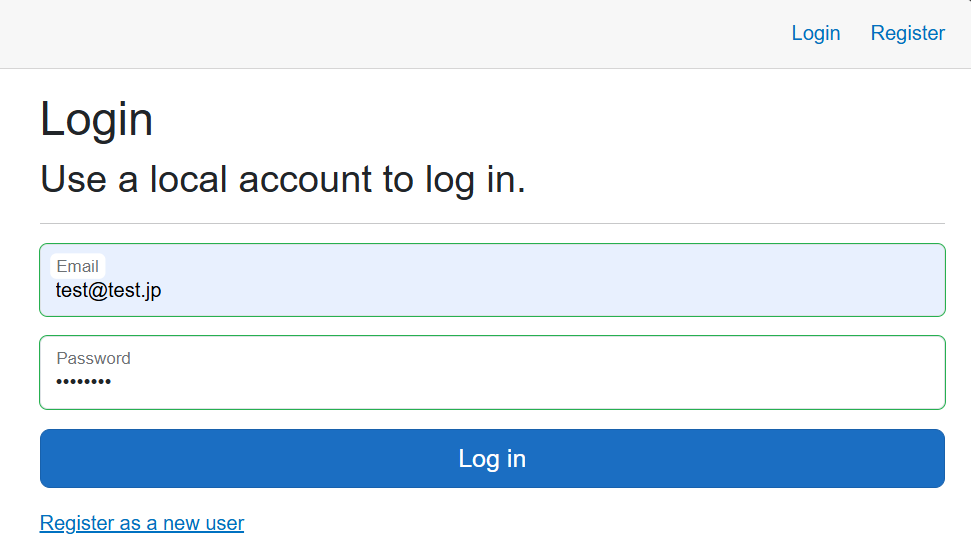 Login Register
Login
Use a local account to log in.
Email
test@test.jp
Password
••••••••
Log in
Register as a new user